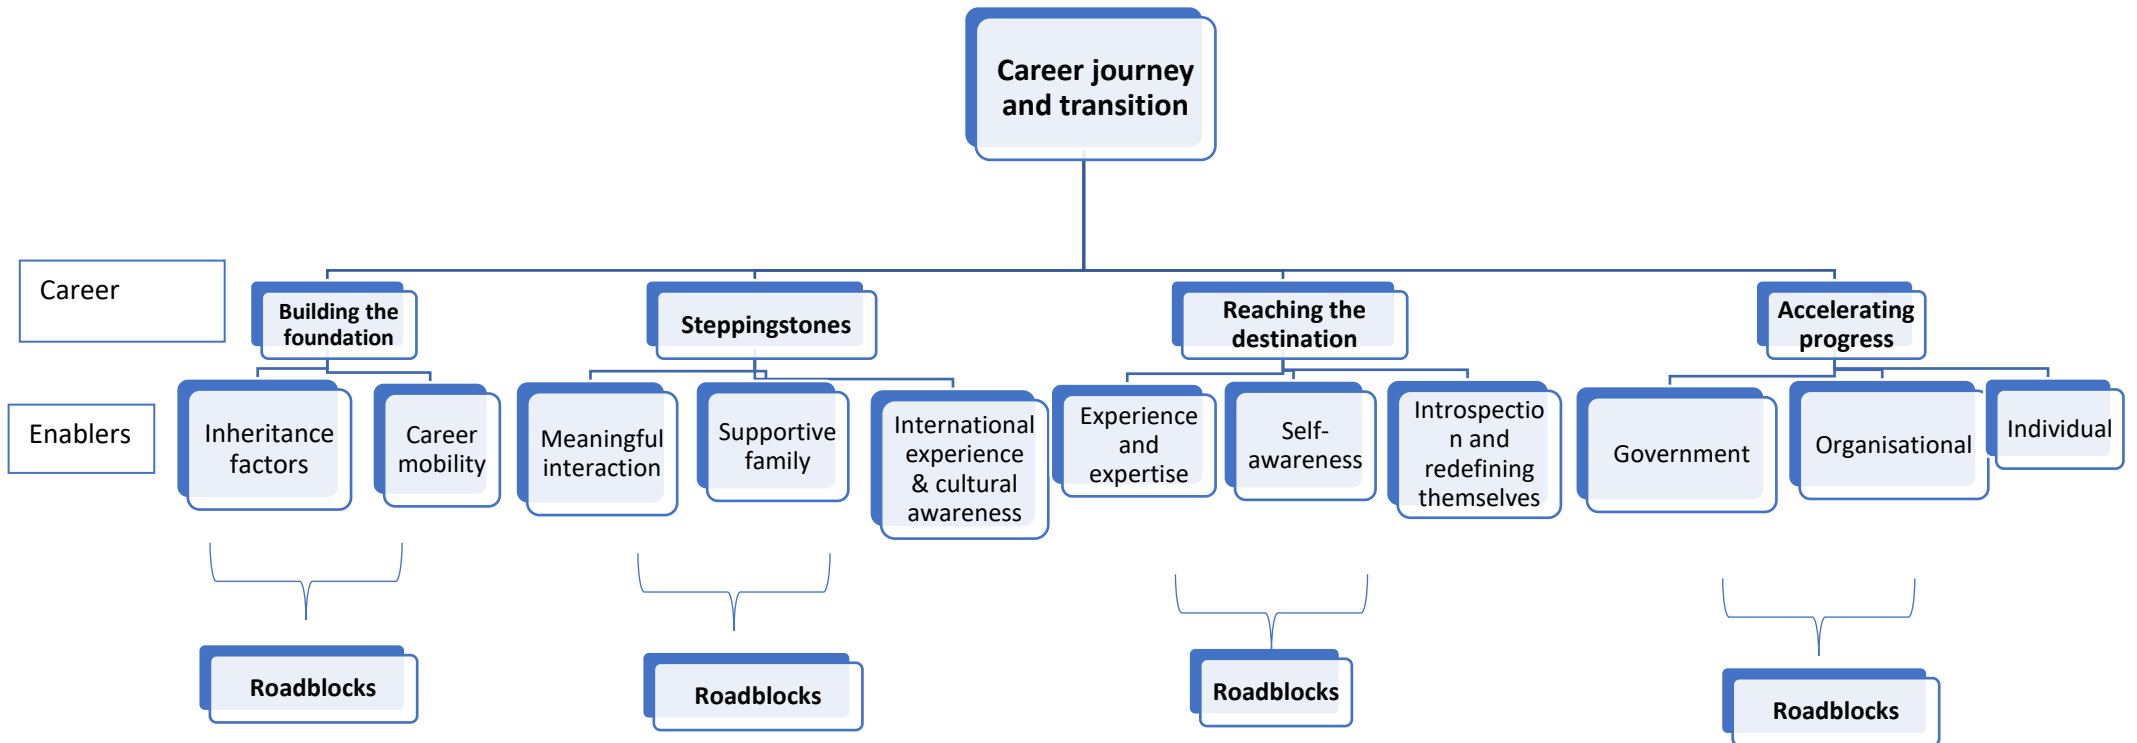 Career journey
and transition
Career
Building the
foundation
Steppingstones
Reaching the
destination
Accelerating
progress
Enablers
Inheritance
factors
Career
mobility
Meaningful
interaction
Supportive
family
International
experience
& cultural
awareness
Experience
and
expertise
Self-
awareness
Introspectio
n and
redefining
themselves
Government
Organisational
Individual
Roadblocks
Roadblocks
Roadblocks
Roadblocks